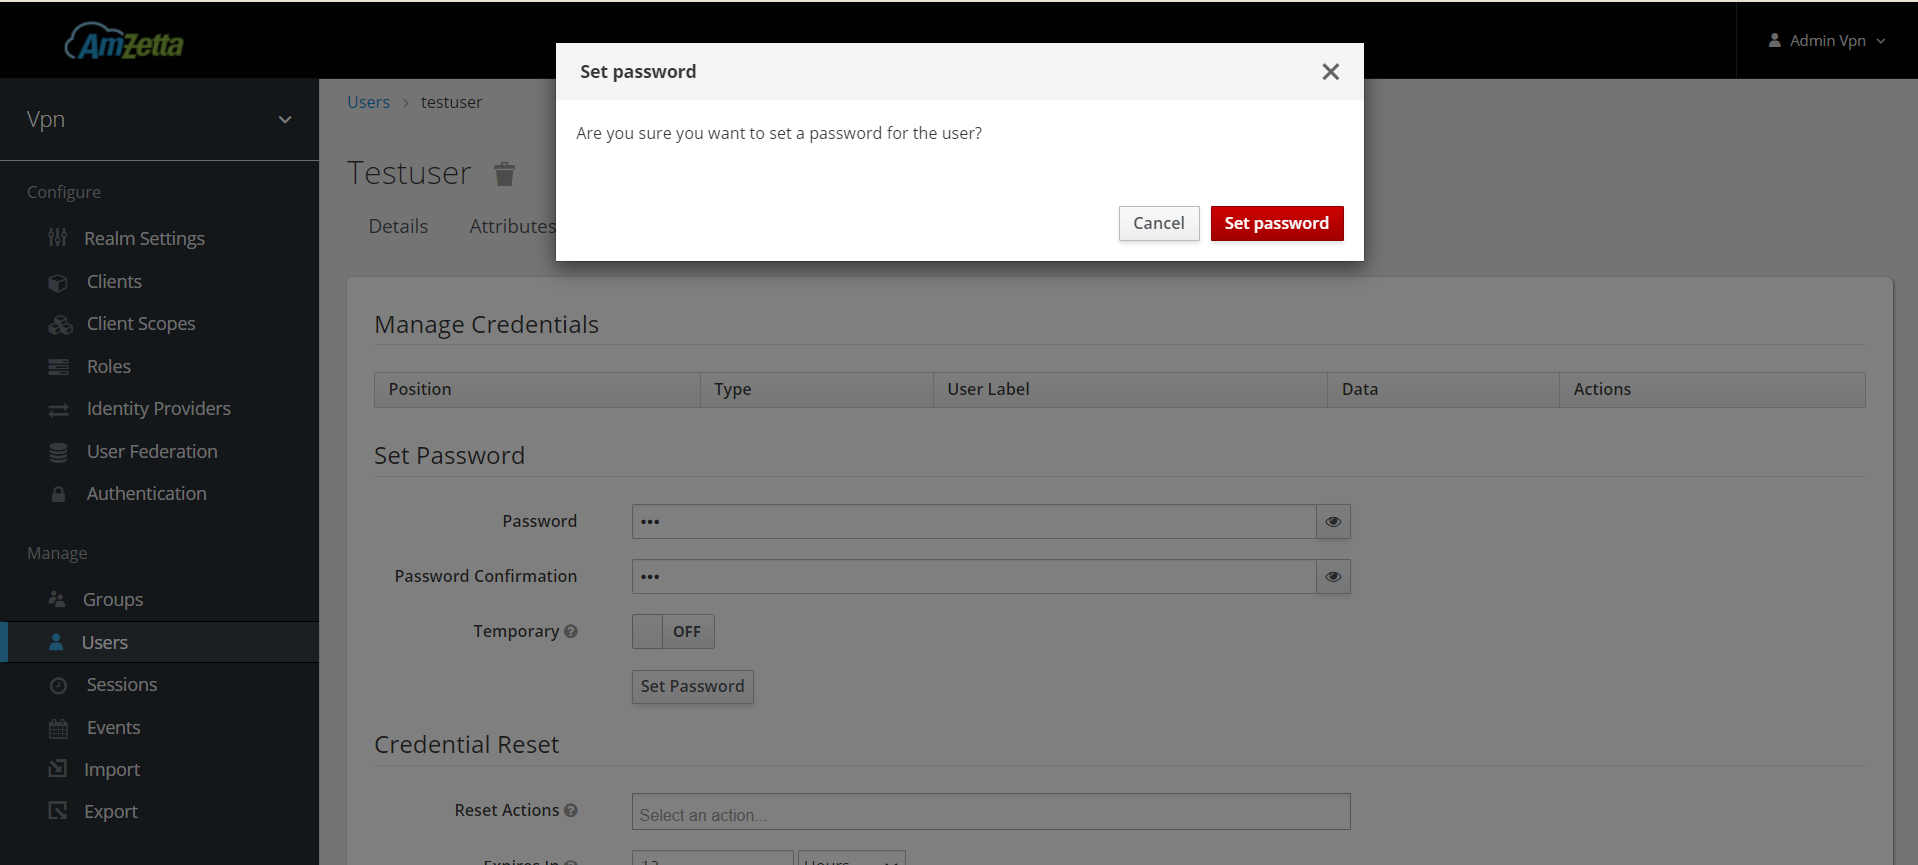 AmZetta
Admin Vpn
Set password
Are you sure you want to set a password for the user?
Cancel
Set password
Vpn
Configure
Realm Settings
Clients
Client Scopes
Roles
Identity Providers
User Federation
Authentication
Manage
Groups
Users
Sessions
Events
Import
Export
Users > testuser
Testuser
Details Attributes
Manage Credentials
Position Type User Label Data Actions
Set Password
Password •••
Password Confirmation •••
Temporary OFF
Set Password
Credential Reset
Reset Actions Select an action...
Expires In 12 Hours